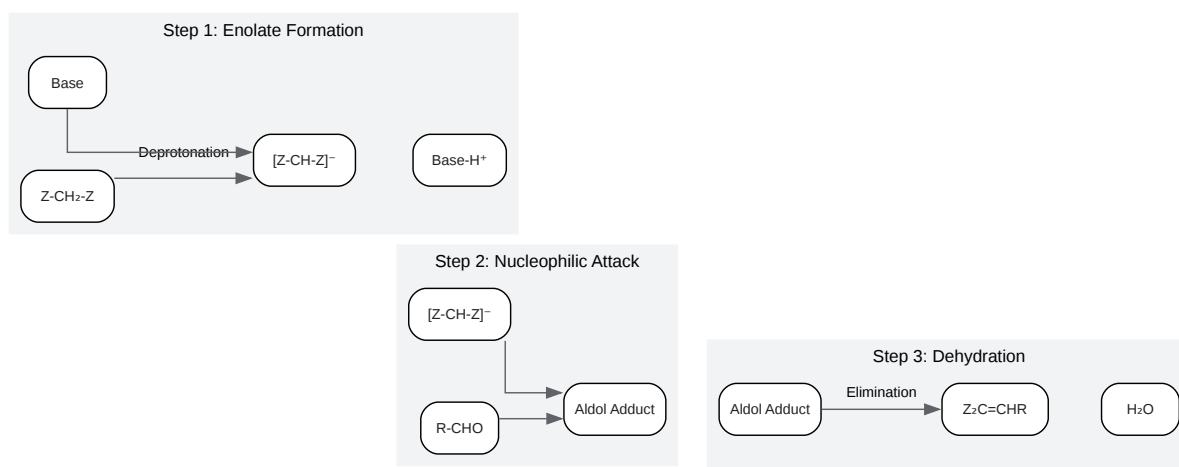 Step 1: Enolate Formation
Base
Deprotonation
[Z-CH-Z]⁻
Base-H⁺
Z-CH₂-Z
Step 2: Nucleophilic Attack
[Z-CH-Z]⁻
Aldol Adduct
R-CHO
Step 3: Dehydration
Aldol Adduct
Elimination
Z₂C=CHR
H₂O